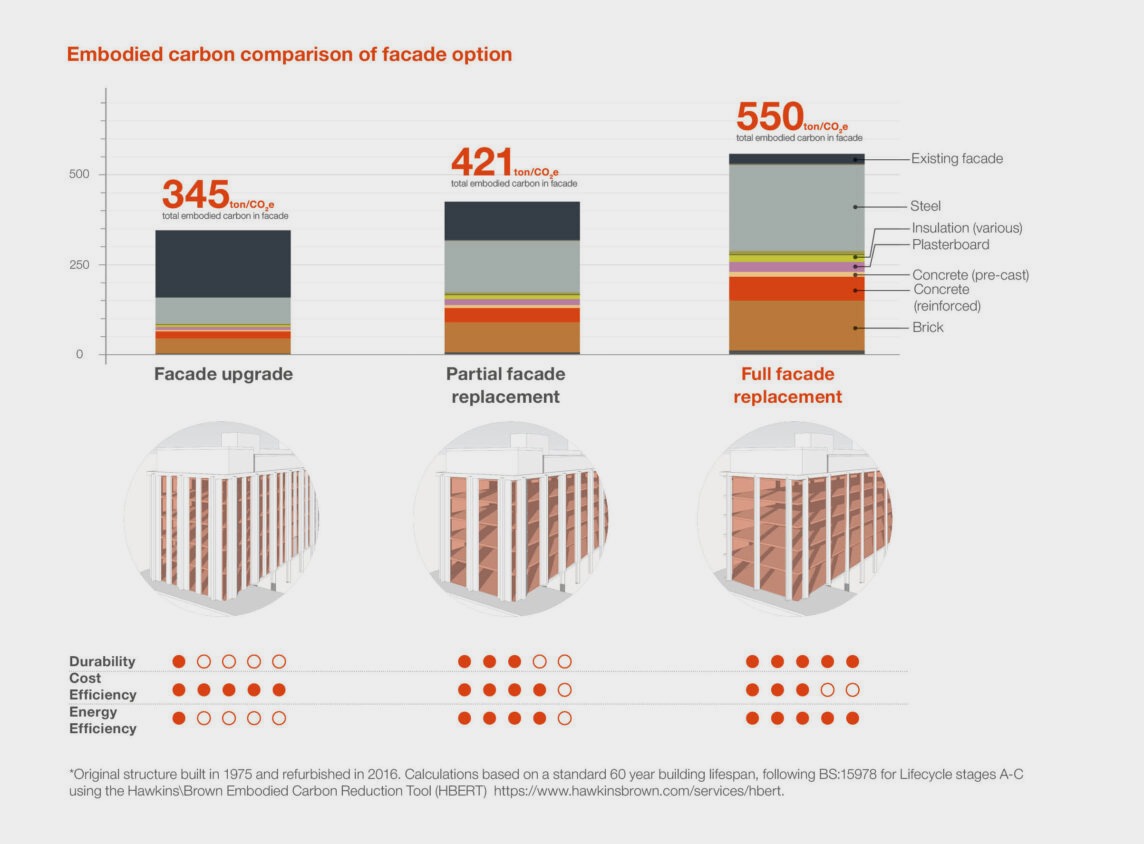 Embodied carbon comparison of facade option
500
250
0
345ton/CO2e
total embodied carbon in facade
421ton/CO2e
total embodied carbon in facade
550ton/CO2e
total embodied carbon in facade
Existing facade
Steel
Insulation (various)
Plasterboard
Concrete (pre-cast)
Concrete
(reinforced)
Brick
Facade upgrade
Partial facade
replacement
Full facade
replacement
Durability
Cost
Efficiency
Energy
Efficiency
*Original structure built in 1975 and refurbished in 2016. Calculations based on a standard 60 year building lifespan, following BS:15978 for Lifecycle stages A-C
using the Hawkins\Brown Embodied Carbon Reduction Tool (HBERT) https://www.hawkinsbrown.com/services/hbert.